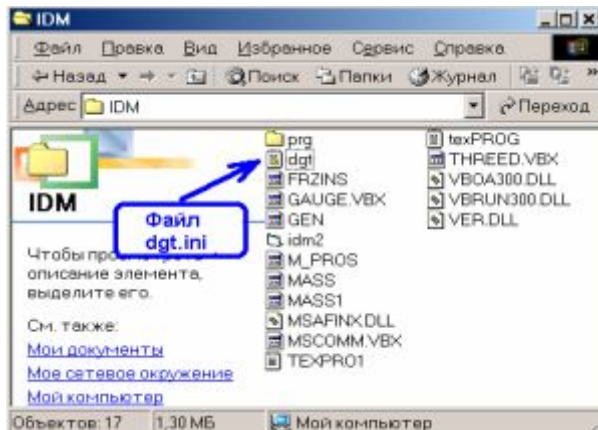 IDM
Файл Правка Вид Избранное Сервис Справка
Назад Поиск Папки Журнал »
Адрес IDM Переход
IDM
Чтобы
описание элемента,
выделите его.
См. также:
Мои документы
Мое сетевое окружение
Мой компьютер
Файл
dgt.ini
prg
dgt
FRZINS
GAUGE.VBX
GEN
idm2
M_PROS
MASS
MASS1
MSAFINX.DLL
MSCOMM.VBX
TEXPRO1
texPROG
THREED.VBX
VBOA300.DLL
VBRUN300.DLL
VER.DLL
Объектов: 17 1,30 МБ Мой компьютер